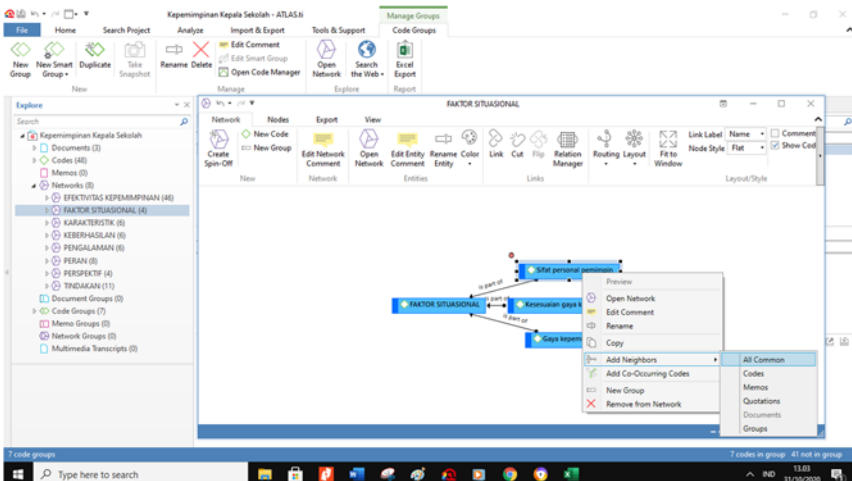 Kepemimpinan Kepala Sekolah - ATLAS.ti
Manage Groups
File Home Search Project Analyze Import & Export Tools & Support Code Groups
New Group
New Smart Group
Duplicate
Take Snapshot
Rename Delete
Edit Comment
Edit Smart Group
Open Code Manager
Open Network
Search the Web
Excel Export
New Manage Explore Report
Explore
Search
Kepemimpinan Kepala Sekolah
Documents (3)
Codes (48)
Memos (0)
Networks (8)
EFEKTIVITAS KEPEMIMPINAN (46)
FAKTOR SITUASIONAL (4)
KARAKTERISTIK (6)
KEBERHASILAN (6)
PENGALAMAN (6)
PERAN (8)
PERSPEKTIF (4)
TINDAKAN (11)
Document Groups (0)
Code Groups (7)
Memo Groups (0)
Network Groups (0)
Multimedia Transcripts (0)
FAKTOR SITUASIONAL
Network Nodes Export View
Create Spin-Off
New Code
New Group
Edit Network Comment
Open Network
Edit Entity Comment
Rename Entity
Color
Link Cut Flip
Relation Manager
Routing Layout
Fit to Window
Link Label Name
Node Style Flat
Comment
Show Cod
New Network Entities Links Layout/Style
Sifat personal pemimpin
is part of
FAKTOR SITUASIONAL
is part of
Kesesuaian gaya k
is part of
Gaya kepem
Preview
Open Network
Edit Comment
Rename
Copy
Add Neighbors
Add Co-Occurring Codes
New Group
Remove from Network
All Common
Codes
Memos
Quotations
Documents
Groups
7 code groups
7 codes in group 41 not in group
Type here to search
IND
13.03
31/10/2020